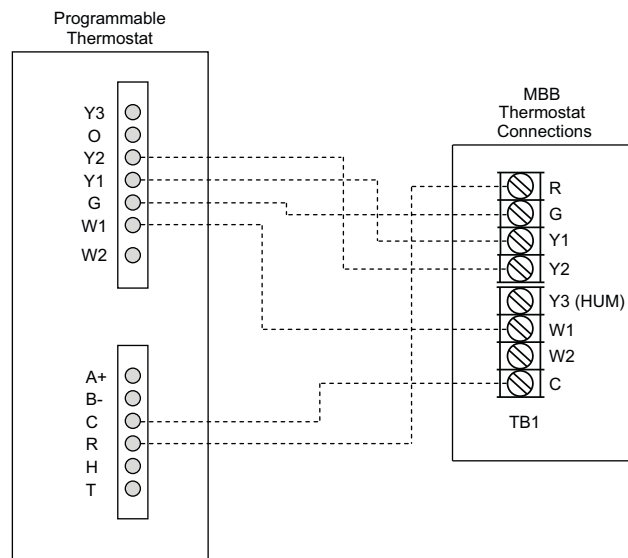 Programmable
Thermostat
Y3
O
Y2
Y1
G
W1
W2
A+
B-
C
R
H
T
MBB
Thermostat
Connections
R
G
Y1
Y2
Y3 (HUM)
W1
W2
C
TB1